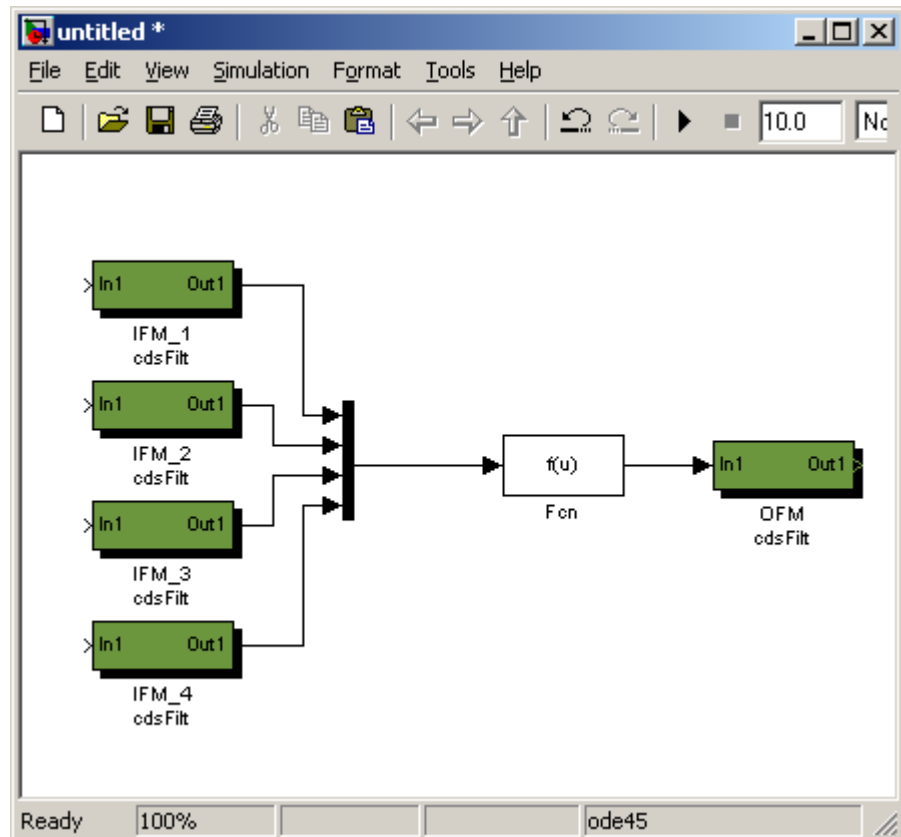 untitled *
File Edit View Simulation Format Tools Help
10.0 No
In1 Out1
IFM_1
cdsFilt
In1 Out1
IFM_2
cdsFilt
In1 Out1
IFM_3
cdsFilt
In1 Out1
IFM_4
cdsFilt
f(u)
Fcn
In1 Out1
OFM
cdsFilt
Ready 100% ode45